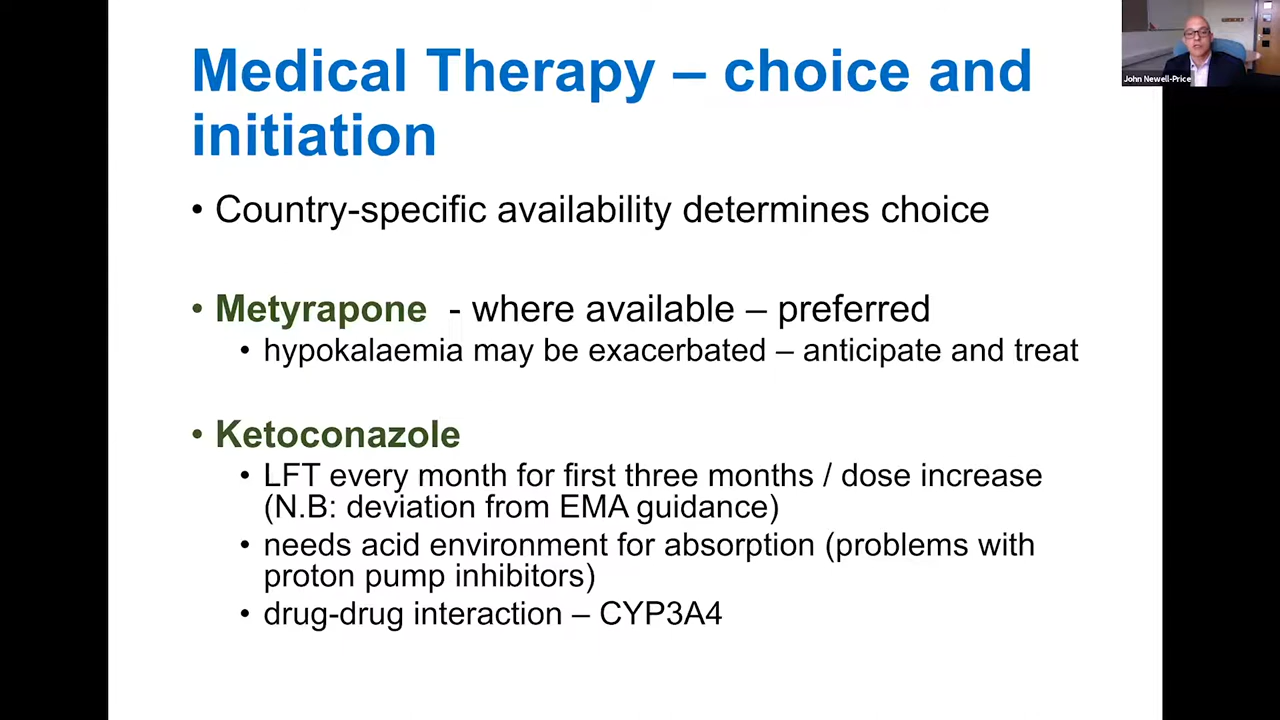 Medical Therapy – choice and
initiation
• Country-specific availability determines choice
• Metyrapone - where available – preferred
• hypokalaemia may be exacerbated – anticipate and treat
• Ketoconazole
• LFT every month for first three months / dose increase
(N.B: deviation from EMA guidance)
• needs acid environment for absorption (problems with
proton pump inhibitors)
• drug-drug interaction – CYP3A4
John Newell-Price